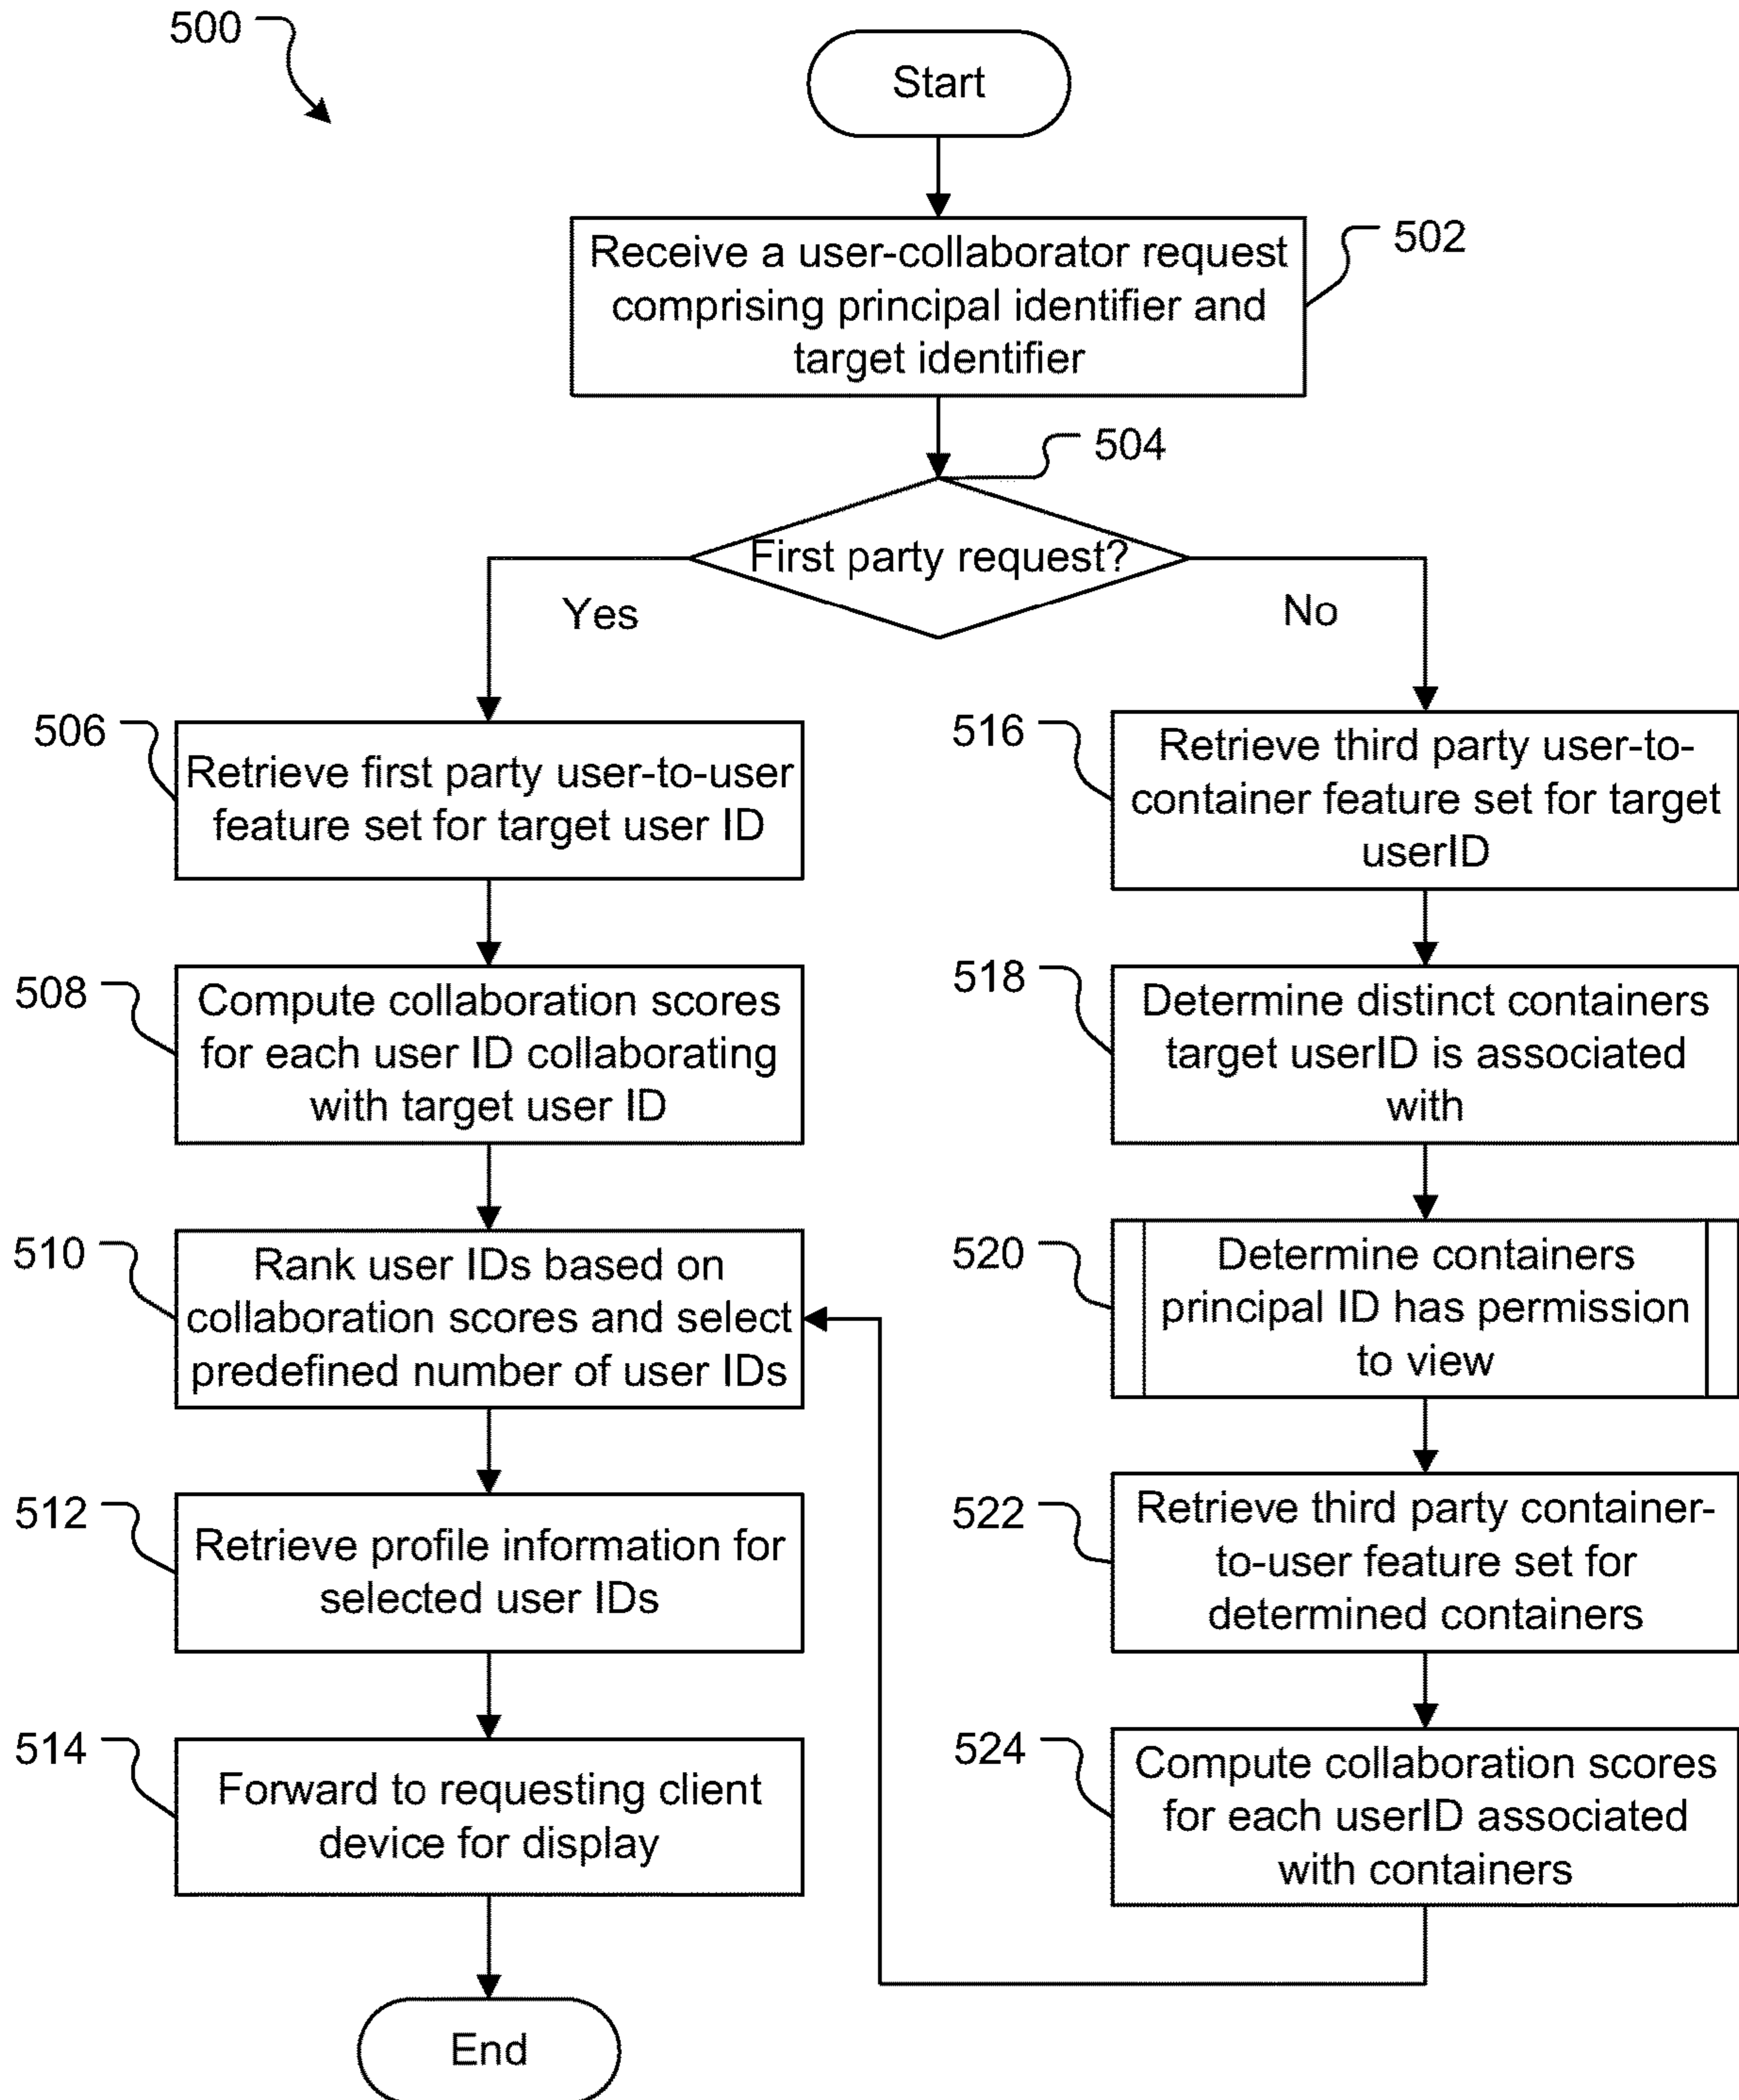 500
Start
Receive a user-collaborator request
comprising principal identifier and
target identifier
502
504
First party request?
Yes
No
506
Retrieve first party user-to-user
feature set for target user ID
508
Compute collaboration scores
for each user ID collaborating
with target user ID
510
Rank user IDs based on
collaboration scores and select
predefined number of user IDs
512
Retrieve profile information for
selected user IDs
514
Forward to requesting client
device for display
End
516
Retrieve third party user-to-
container feature set for target
userID
518
Determine distinct containers
target userID is associated
with
520
Determine containers
principal ID has permission
to view
522
Retrieve third party container-
to-user feature set for
determined containers
524
Compute collaboration scores
for each userID associated
with containers